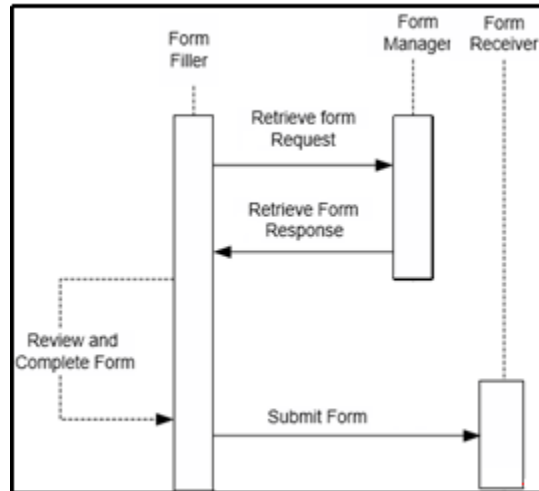 Form
Filler
Form
Manager
Form
Receiver
Retrieve form
Request
Retrieve Form
Response
Review and
Complete Form
Submit Form